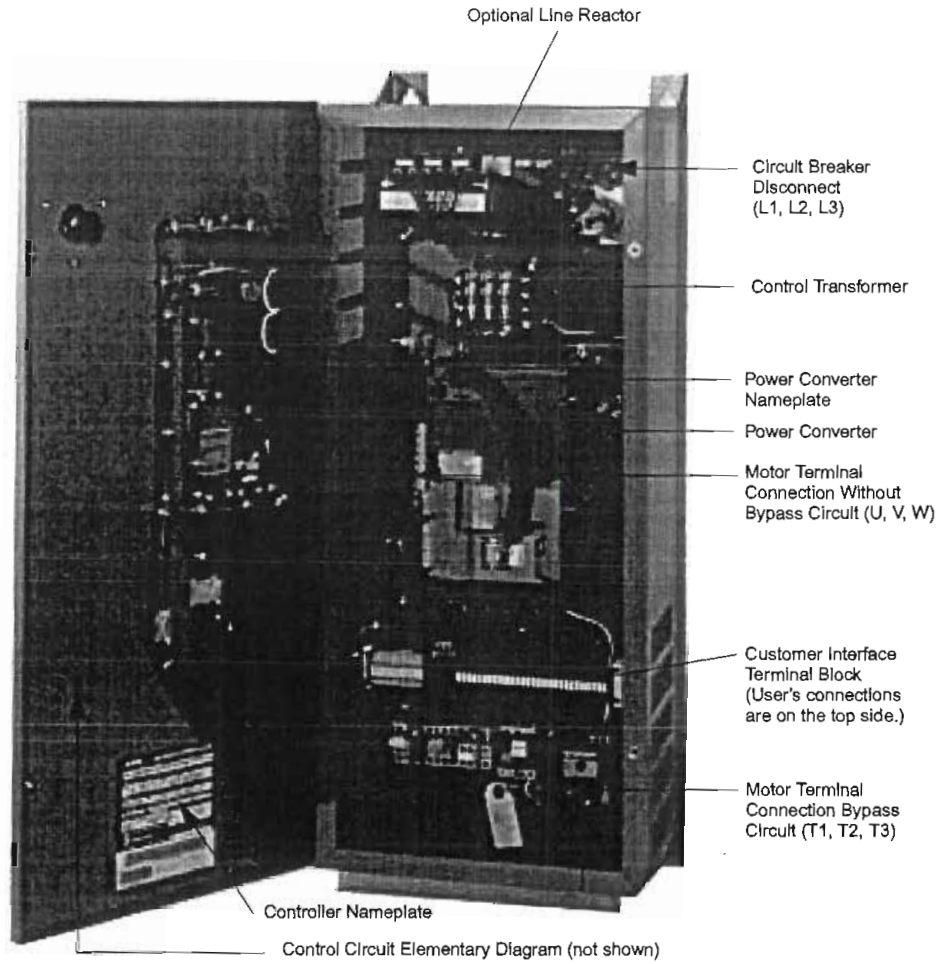 Optional Line Reactor
Circuit Breaker
Disconnect
(L1, L2, L3)
Control Transformer
Power Converter
Nameplate
Power Converter
Motor Terminal
Connection Without
Bypass Circuit (U, V, W)
Customer Interface
Terminal Block
(User's connections
are on the top side.)
Motor Terminal
Connection Bypass
Circuit (T1, T2, T3)
Controller Nameplate
Control Circuit Elementary Diagram (not shown)